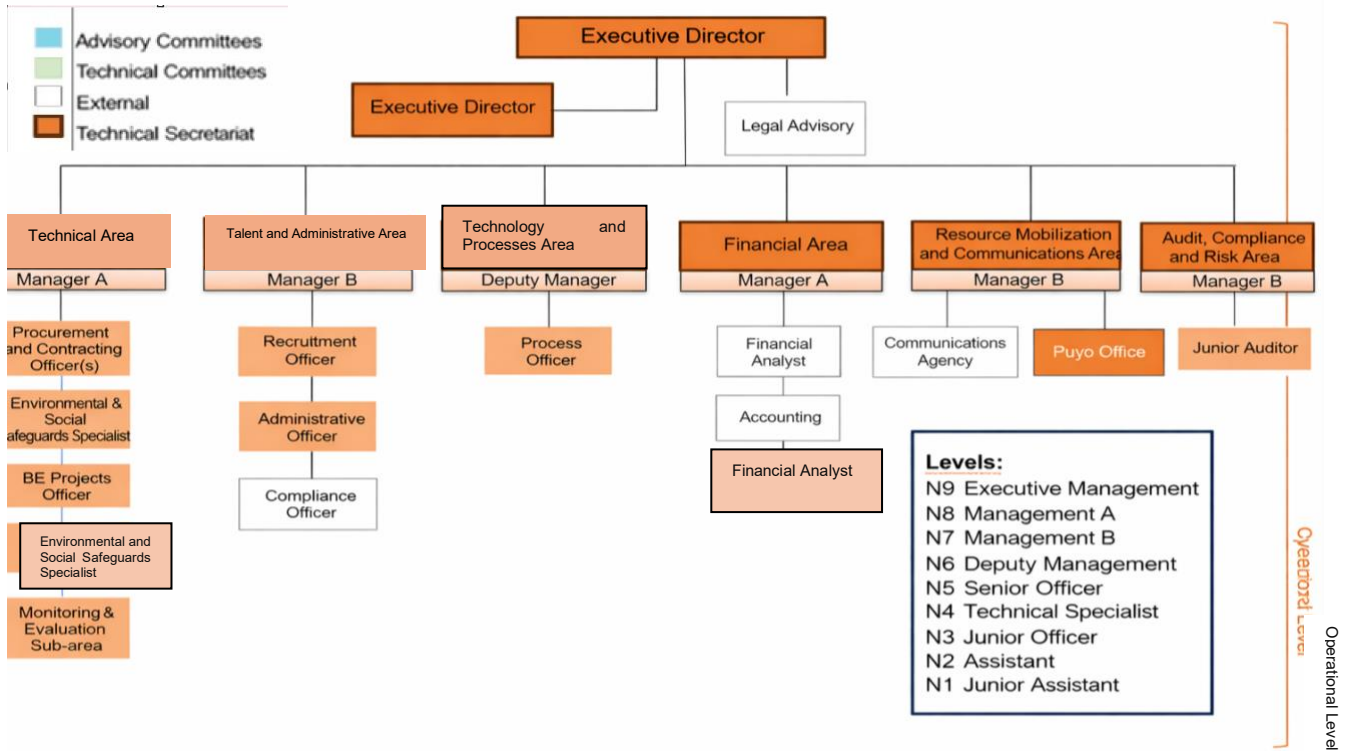 Advisory Committees
Technical Committees
External
Technical Secretariat
Executive Director
Executive Director
Legal Advisory
Technical Area
Manager A
Procurement
and Contracting
Officer(s)
Environmental &
Social
afeguards Specialist
BE Projects
Officer
Environmental and
Social Safeguards
Specialist
Monitoring &
Evaluation
Sub-area
Talent and Administrative Area
Manager B
Recruitment
Officer
Administrative
Officer
Compliance
Officer
Technology and
Processes Area
Deputy Manager
Process
Officer
Financial Area
Manager A
Financial
Analyst
Accounting
Financial Analyst
Resource Mobilization
and Communications Area
Manager B
Communications
Agency
Puyo Office
Audit, Compliance
and Risk Area
Manager B
Junior Auditor
Levels:
N9 Executive Management
N8 Management A
N7 Management B
N6 Deputy Management
N5 Senior Officer
N4 Technical Specialist
N3 Junior Officer
N2 Assistant
N1 Junior Assistant
Operational Level